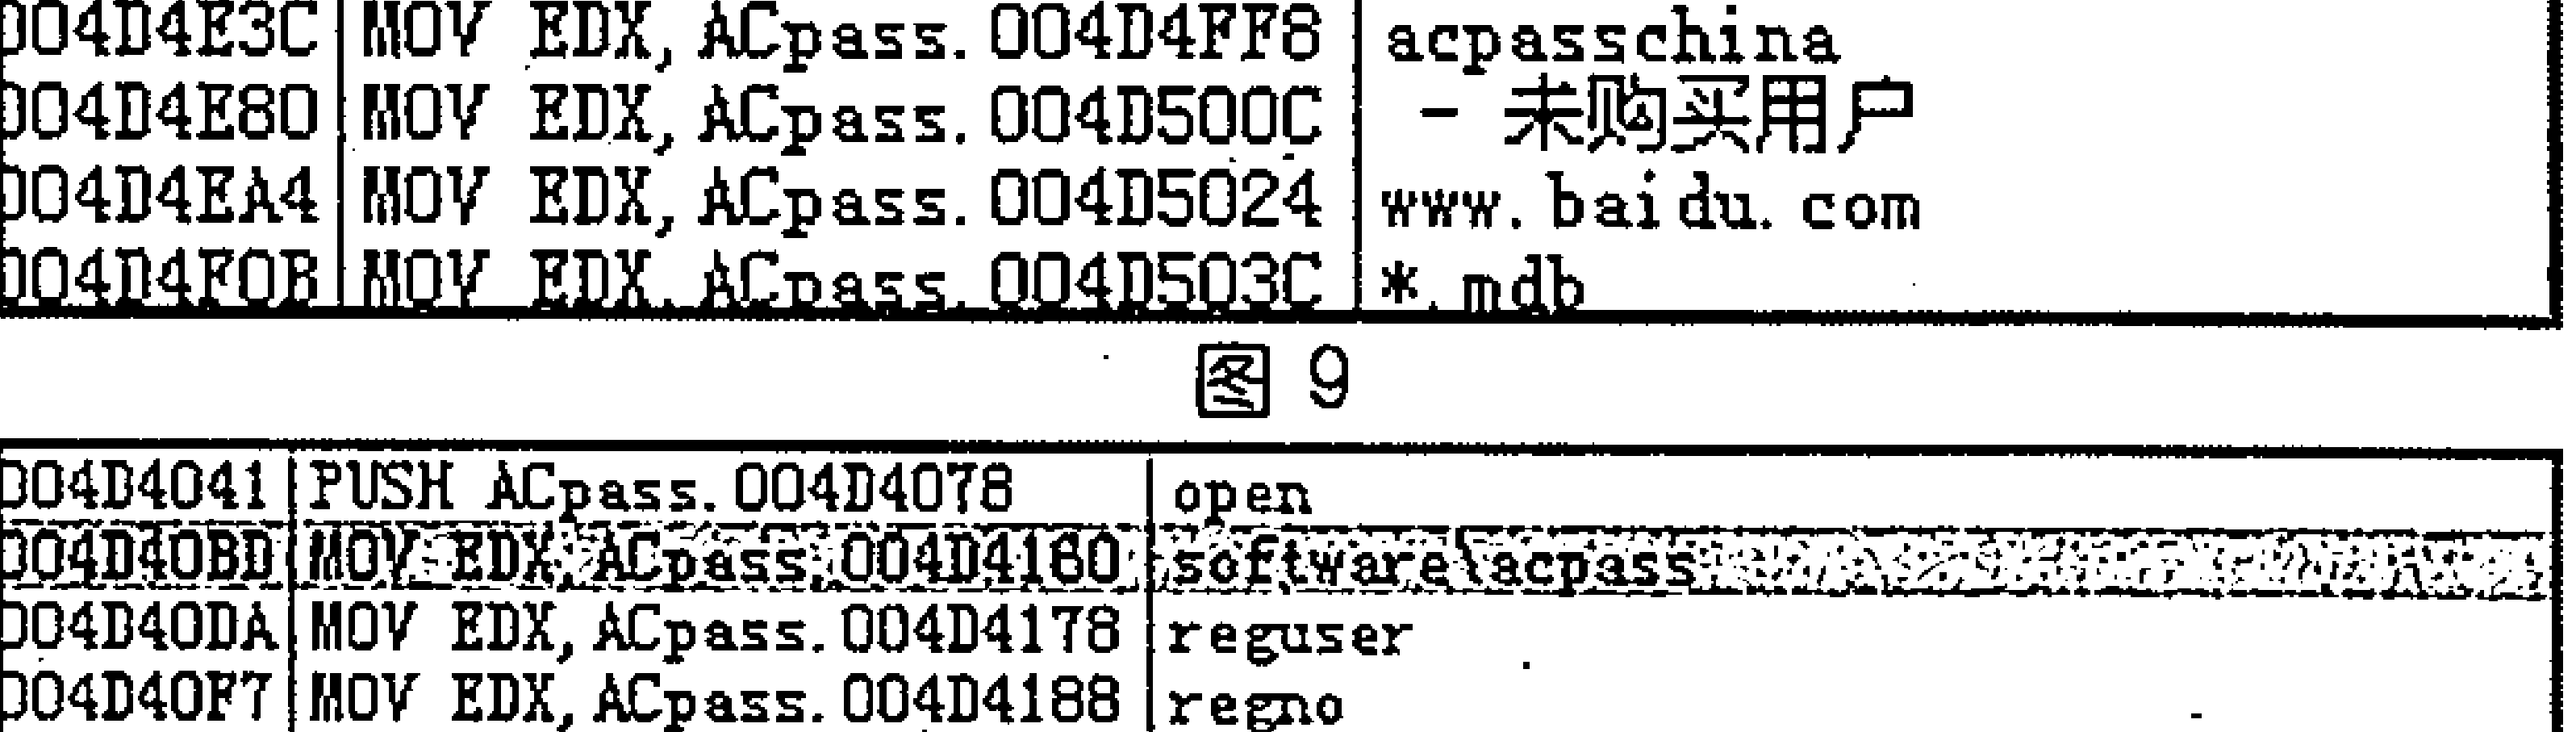 004D4E3C MOV EDX, ACpass.004D4FF8 acpasschina
004D4E80 MOV EDX, ACpass.004D500C - 未购买用户
004D4EA4 MOV EDX, ACpass.004D5024 www.baidu.com
004D4F0B MOV EDX, ACpass.004D503C *.mdb
图 9
004D4041 PUSH ACpass.004D4078 open
004D40BD MOV EDX, ACpass.004D4160 software\acpass
004D40DA MOV EDX, ACpass.004D4178 reguser
004D40F7 MOV EDX, ACpass.004D4188 regno